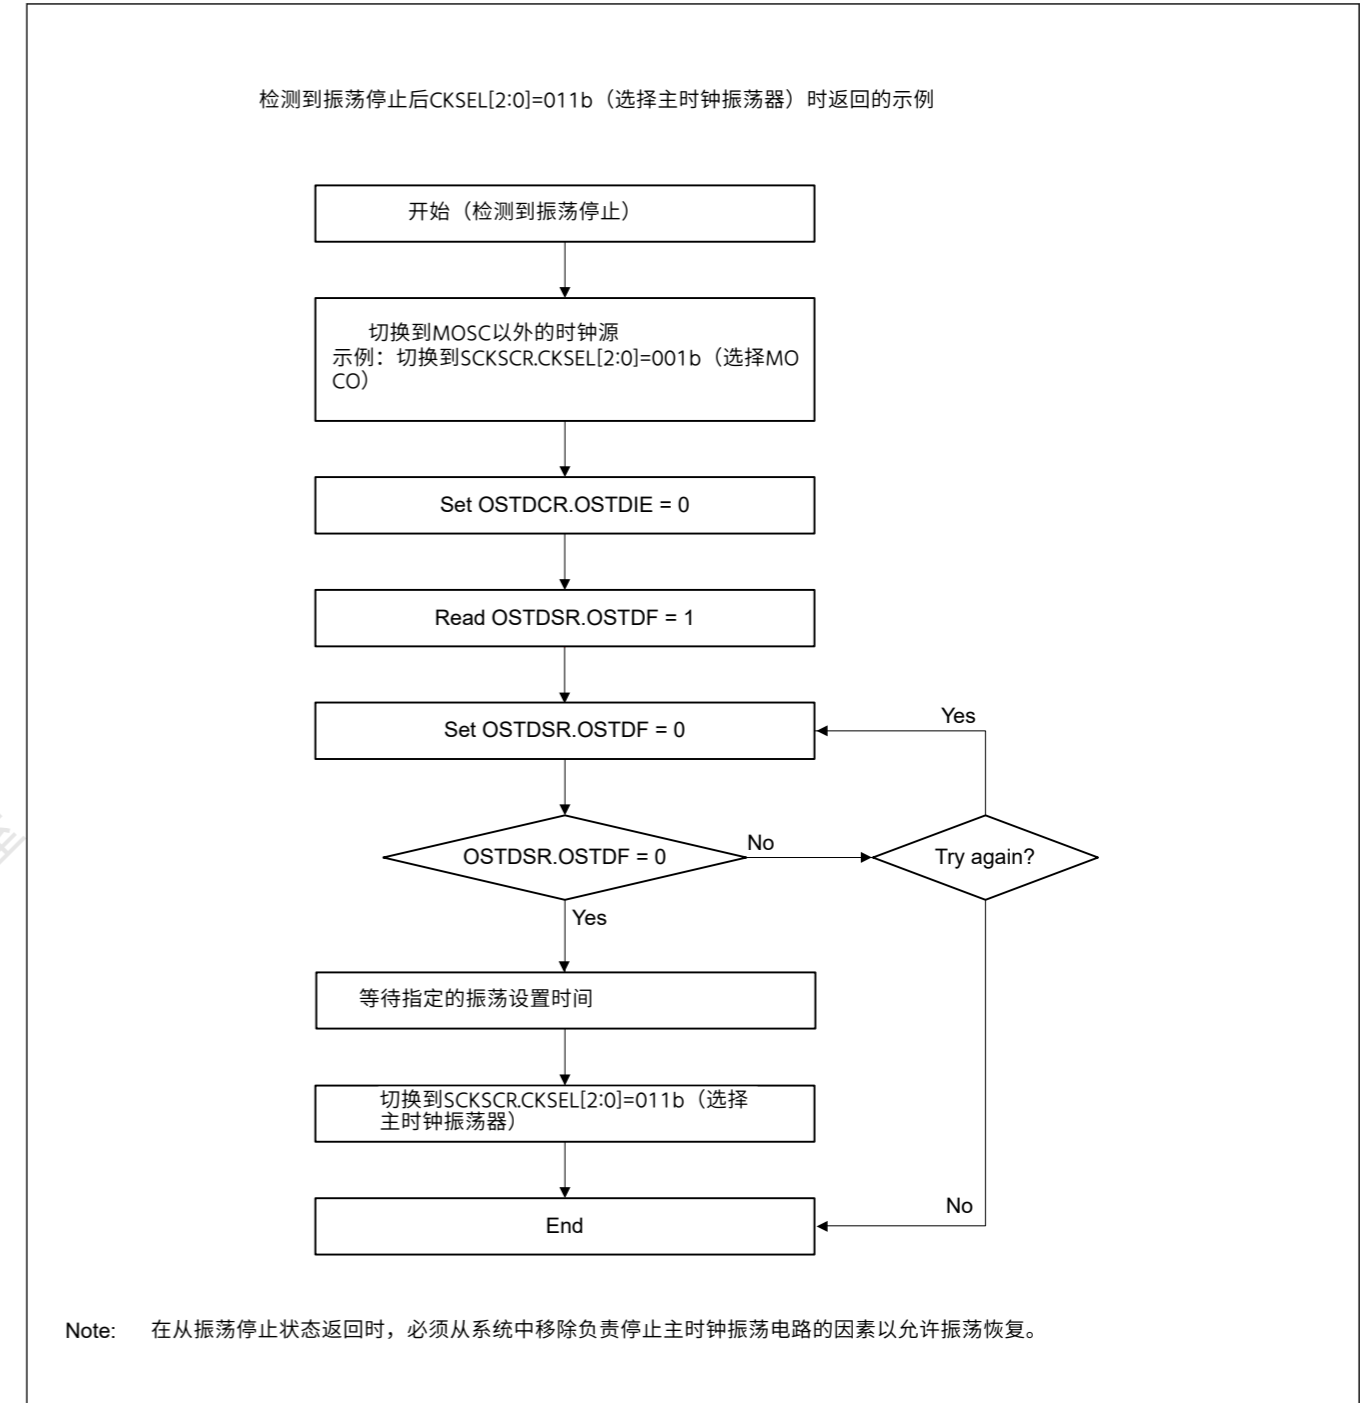 检测到振荡停止后CKSEL[2:0]=011b（选择主时钟振荡器）时返回的示例
开始（检测到振荡停止）
切换到MOSC以外的时钟源
示例：切换到SCKSCR.CKSEL[2:0]=001b（选择MO
CO）
Set OSTDCR.OSTDIE = 0
Read OSTDSR.OSTDF = 1
Set OSTDSR.OSTDF = 0
Yes
OSTDSR.OSTDF = 0
No
Try again?
Yes
等待指定的振荡设置时间
切换到SCKSCR.CKSEL[2:0]=011b（选择
主时钟振荡器）
No
End
Note: 在从振荡停止状态返回时，必须从系统中移除负责停止主时钟振荡电路的因素以允许振荡恢复。